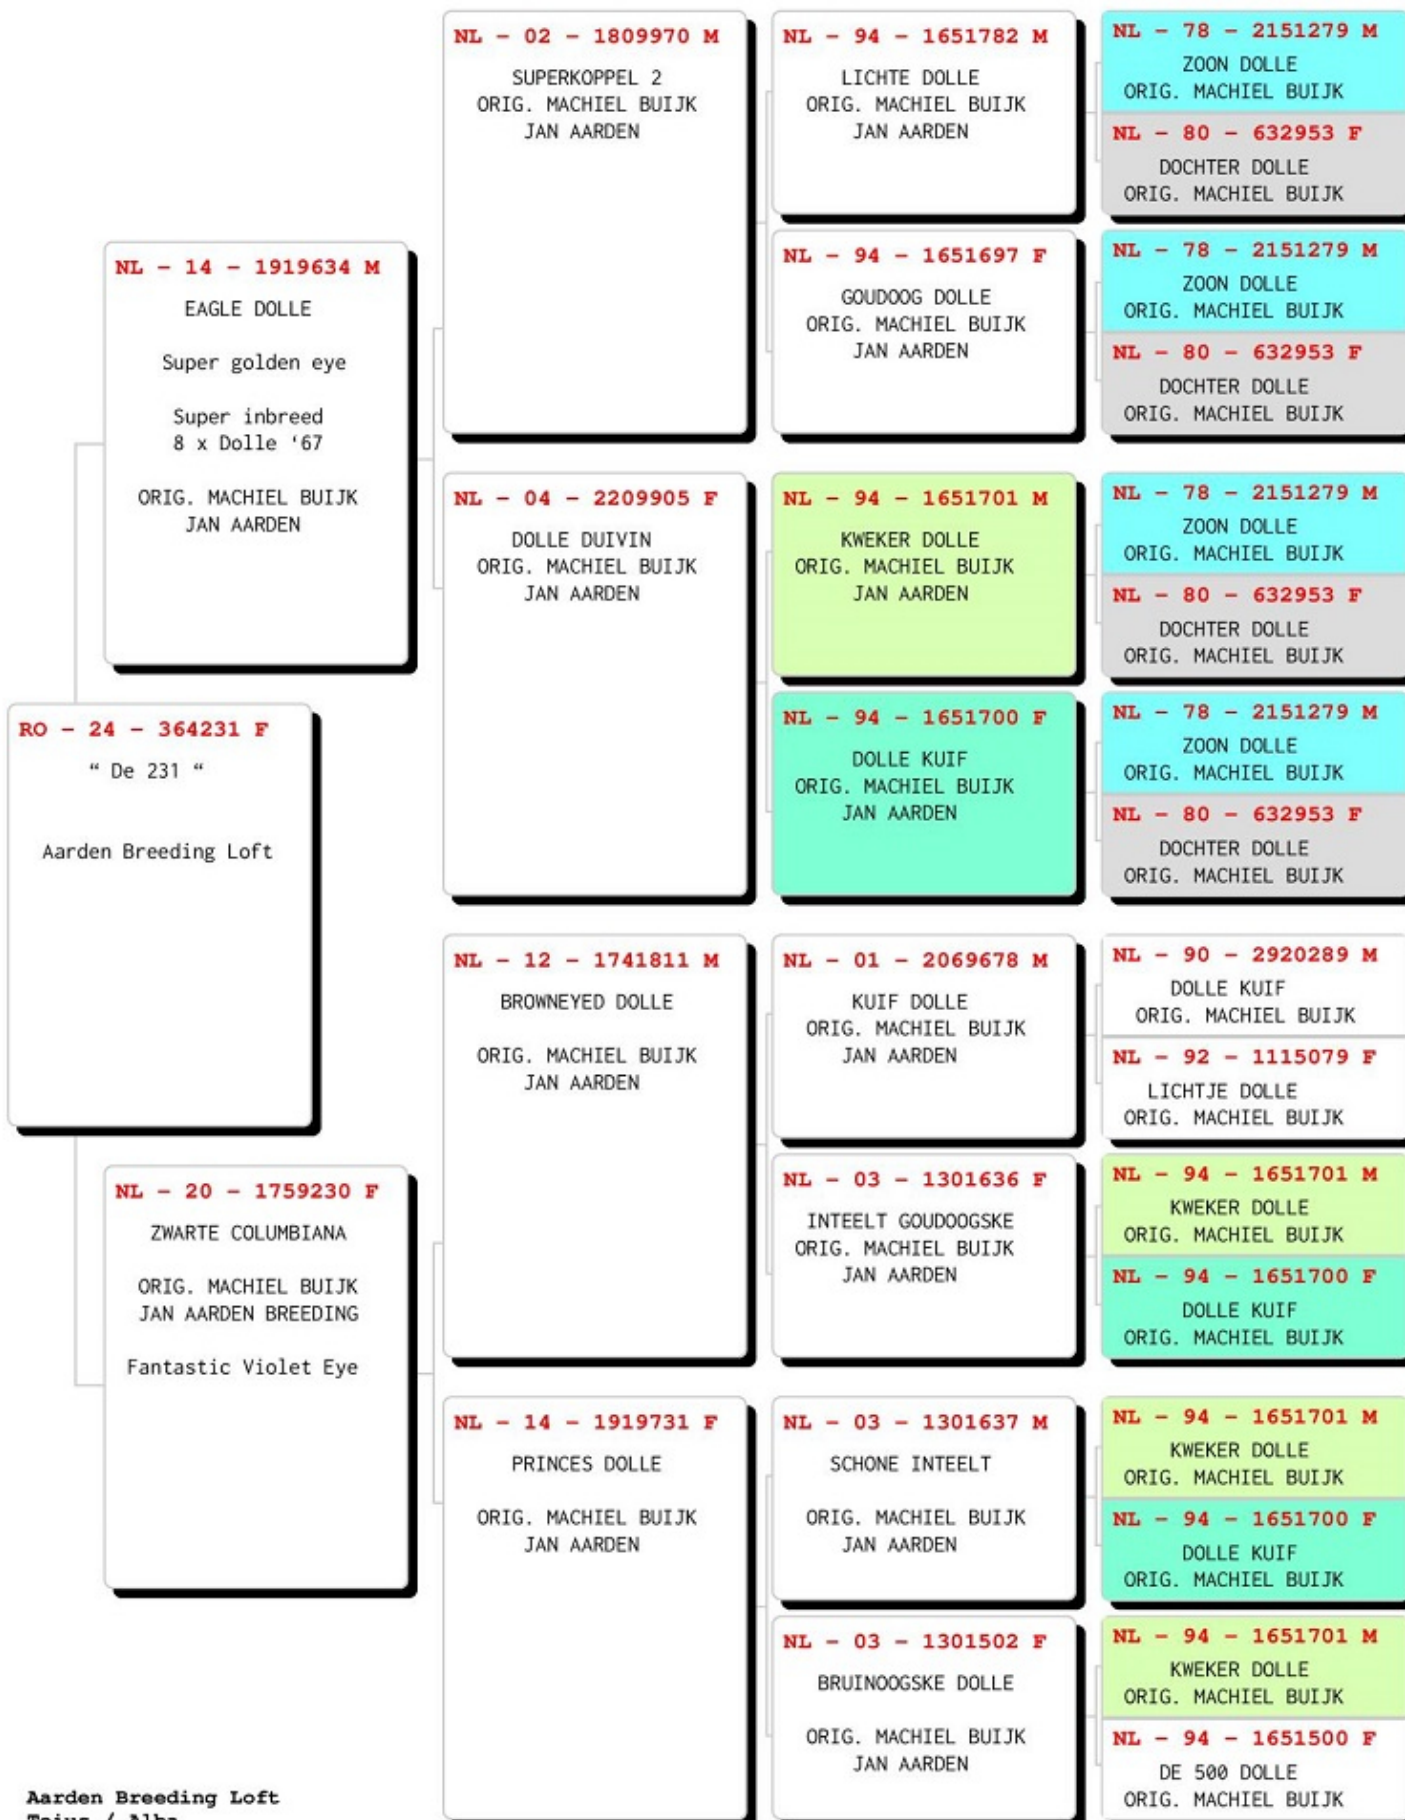 RO - 24 - 364231 F
“ De 231 “
Aarden Breeding Loft
NL - 14 - 1919634 M
EAGLE DOLLE
Super golden eye
Super inbreed
8 x Dolle ‘67
ORIG. MACHIEL BUIJK
JAN AARDEN
NL - 20 - 1759230 F
ZWARTE COLUMBIANA
ORIG. MACHIEL BUIJK
JAN AARDEN BREEDING
Fantastic Violet Eye
NL - 02 - 1809970 M
SUPERKOPPEL 2
ORIG. MACHIEL BUIJK
JAN AARDEN
NL - 04 - 2209905 F
DOLLE DUIVIN
ORIG. MACHIEL BUIJK
JAN AARDEN
NL - 12 - 1741811 M
BROWNEYED DOLLE
ORIG. MACHIEL BUIJK
JAN AARDEN
NL - 14 - 1919731 F
PRINCES DOLLE
ORIG. MACHIEL BUIJK
JAN AARDEN
NL - 94 - 1651782 M
LICHTE DOLLE
ORIG. MACHIEL BUIJK
JAN AARDEN
NL - 94 - 1651697 F
GOUDOOG DOLLE
ORIG. MACHIEL BUIJK
JAN AARDEN
NL - 94 - 1651701 M
KWEKER DOLLE
ORIG. MACHIEL BUIJK
JAN AARDEN
NL - 94 - 1651700 F
DOLLE KUIF
ORIG. MACHIEL BUIJK
JAN AARDEN
NL - 01 - 2069678 M
KUIF DOLLE
ORIG. MACHIEL BUIJK
JAN AARDEN
NL - 03 - 1301636 F
INTEELT GOUDOOGSKE
ORIG. MACHIEL BUIJK
JAN AARDEN
NL - 03 - 1301637 M
SCHONE INTEELT
ORIG. MACHIEL BUIJK
JAN AARDEN
NL - 03 - 1301502 F
BRUINOOGSKE DOLLE
ORIG. MACHIEL BUIJK
JAN AARDEN
NL - 78 - 2151279 M
ZOON DOLLE
ORIG. MACHIEL BUIJK
NL - 80 - 632953 F
DOCHTER DOLLE
ORIG. MACHIEL BUIJK
NL - 78 - 2151279 M
ZOON DOLLE
ORIG. MACHIEL BUIJK
NL - 80 - 632953 F
DOCHTER DOLLE
ORIG. MACHIEL BUIJK
NL - 78 - 2151279 M
ZOON DOLLE
ORIG. MACHIEL BUIJK
NL - 80 - 632953 F
DOCHTER DOLLE
ORIG. MACHIEL BUIJK
NL - 78 - 2151279 M
ZOON DOLLE
ORIG. MACHIEL BUIJK
NL - 80 - 632953 F
DOCHTER DOLLE
ORIG. MACHIEL BUIJK
NL - 90 - 2920289 M
DOLLE KUIF
ORIG. MACHIEL BUIJK
NL - 92 - 1115079 F
LICHTJE DOLLE
ORIG. MACHIEL BUIJK
NL - 94 - 1651701 M
KWEKER DOLLE
ORIG. MACHIEL BUIJK
NL - 94 - 1651700 F
DOLLE KUIF
ORIG. MACHIEL BUIJK
NL - 94 - 1651701 M
KWEKER DOLLE
ORIG. MACHIEL BUIJK
NL - 94 - 1651700 F
DOLLE KUIF
ORIG. MACHIEL BUIJK
NL - 94 - 1651701 M
KWEKER DOLLE
ORIG. MACHIEL BUIJK
NL - 94 - 1651500 F
DE 500 DOLLE
ORIG. MACHIEL BUIJK
Aarden Breeding Loft